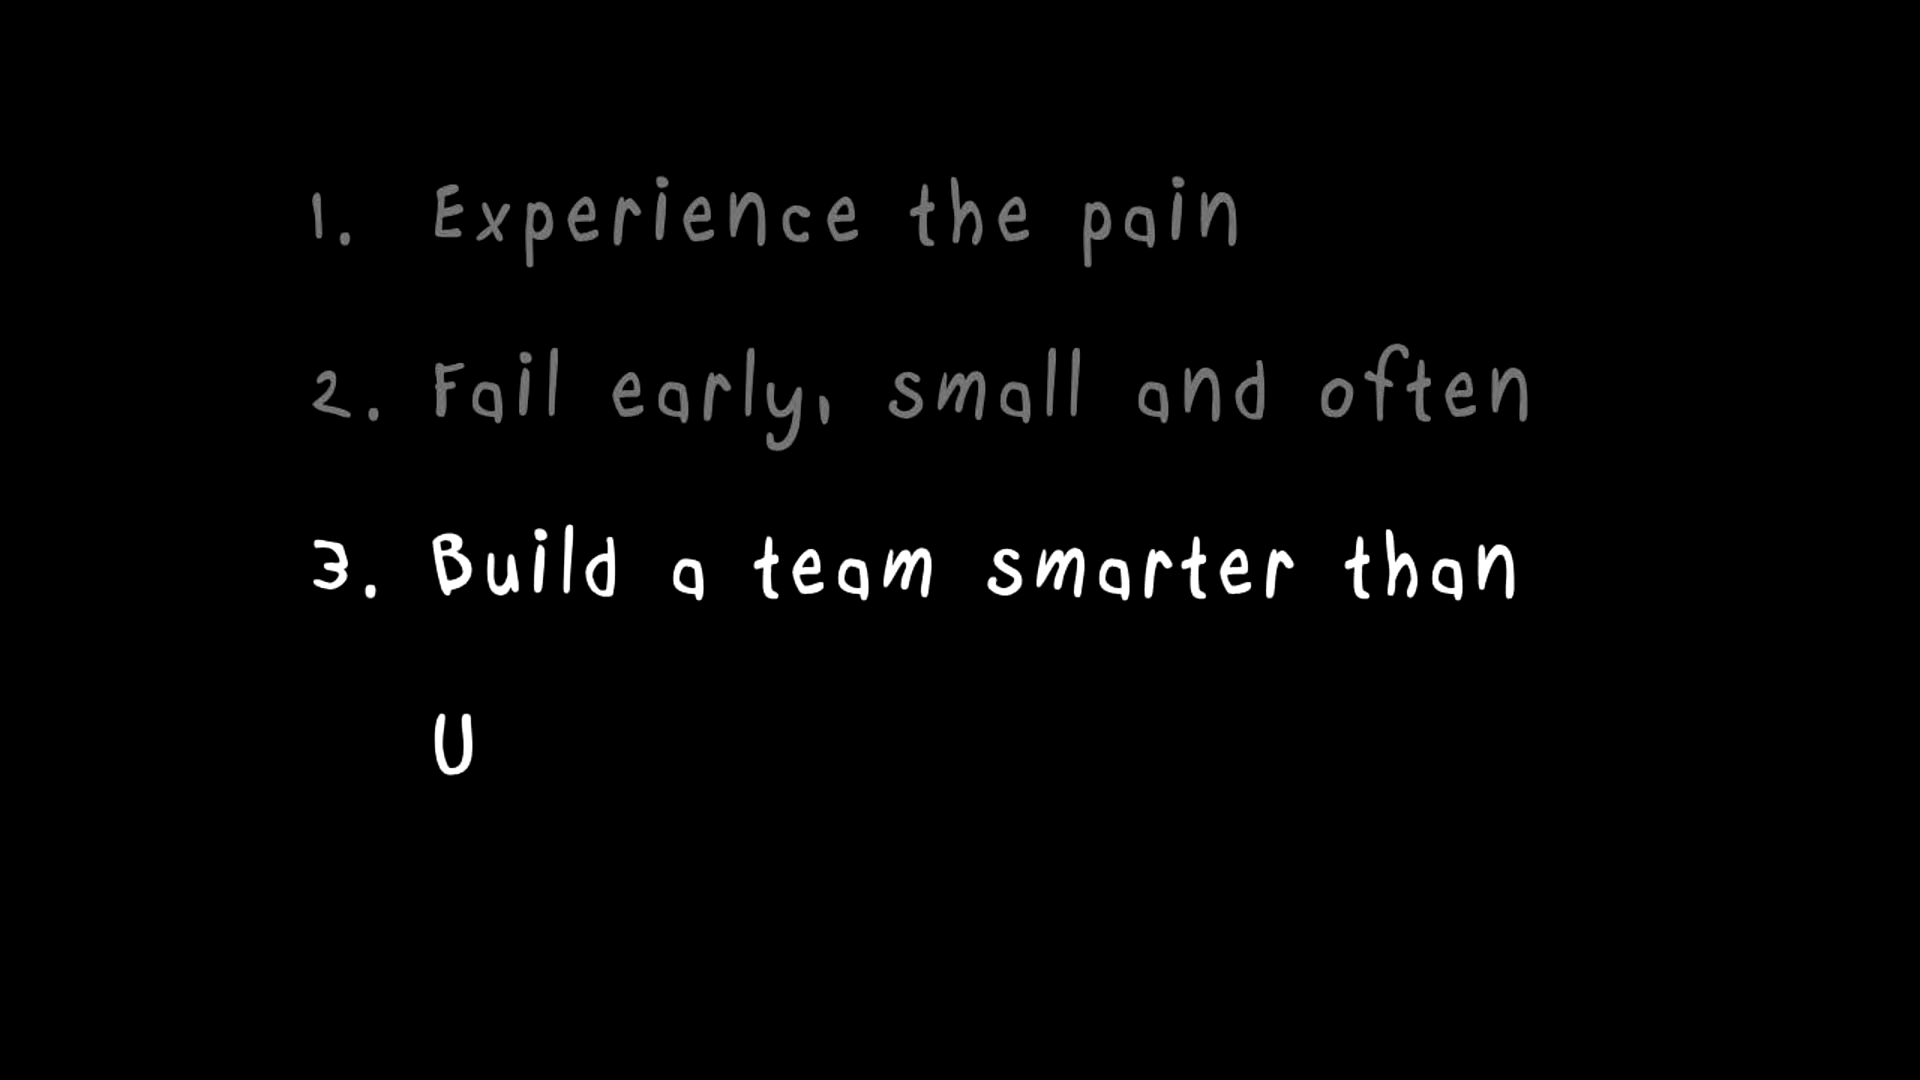 1. Experience the pain
2. Fail early, small and often
3. Build a team smarter than
U